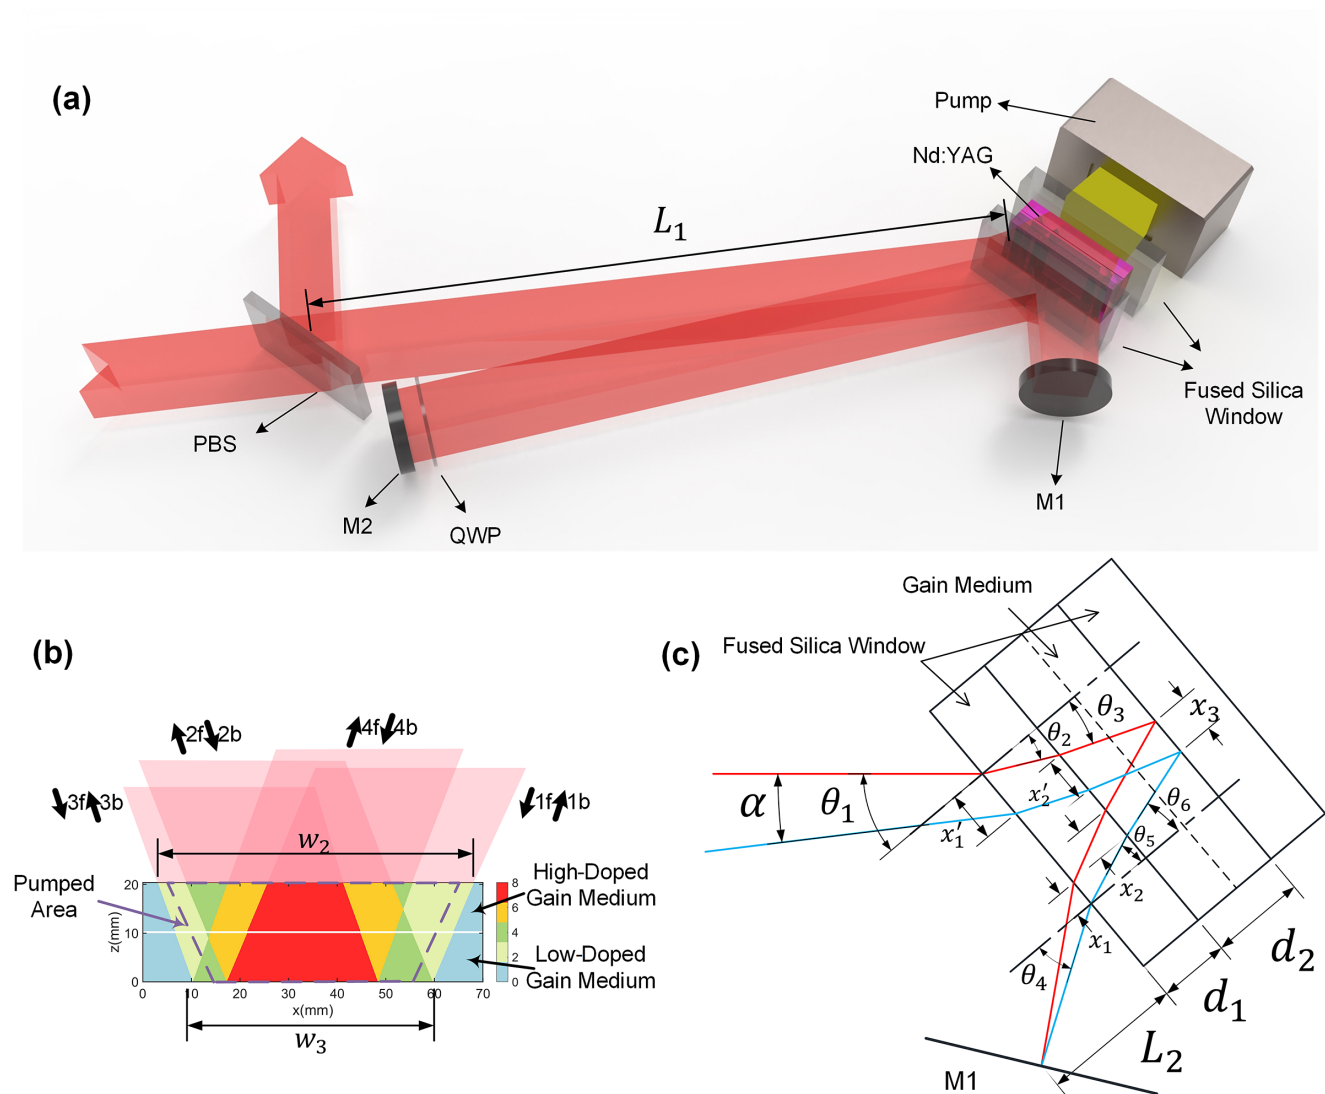 (a)
Pump
Nd:YAG
L₁
Fused Silica
Window
PBS
M2
QWP
M1
(b)
2f 2b
4f 4b
3f 3b
1f 1b
w₂
Pumped
Area
High-Doped
Gain Medium
Low-Doped
Gain Medium
z(mm)
20
10
0
8
6
4
2
0
0 10 20 30 40 50 60 70
x(mm)
w₃
(c)
Gain Medium
Fused Silica Window
θ₃
x₃
θ₂
α
θ₁
x₂′
x₁′
θ₆
θ₅
x₂
x₁
θ₄
d₂
d₁
L₂
M1